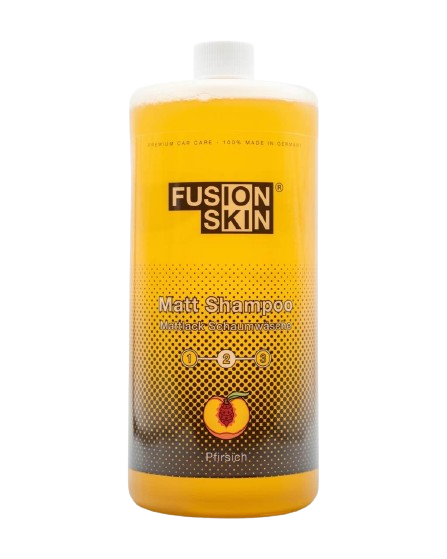 PREMIUM CAR CARE - 100% MADE IN GERMANY
FUSION ®
SKIN
Matt Shampoo
Mattlack Schaumwäsche
1 2 3
Pfirsich